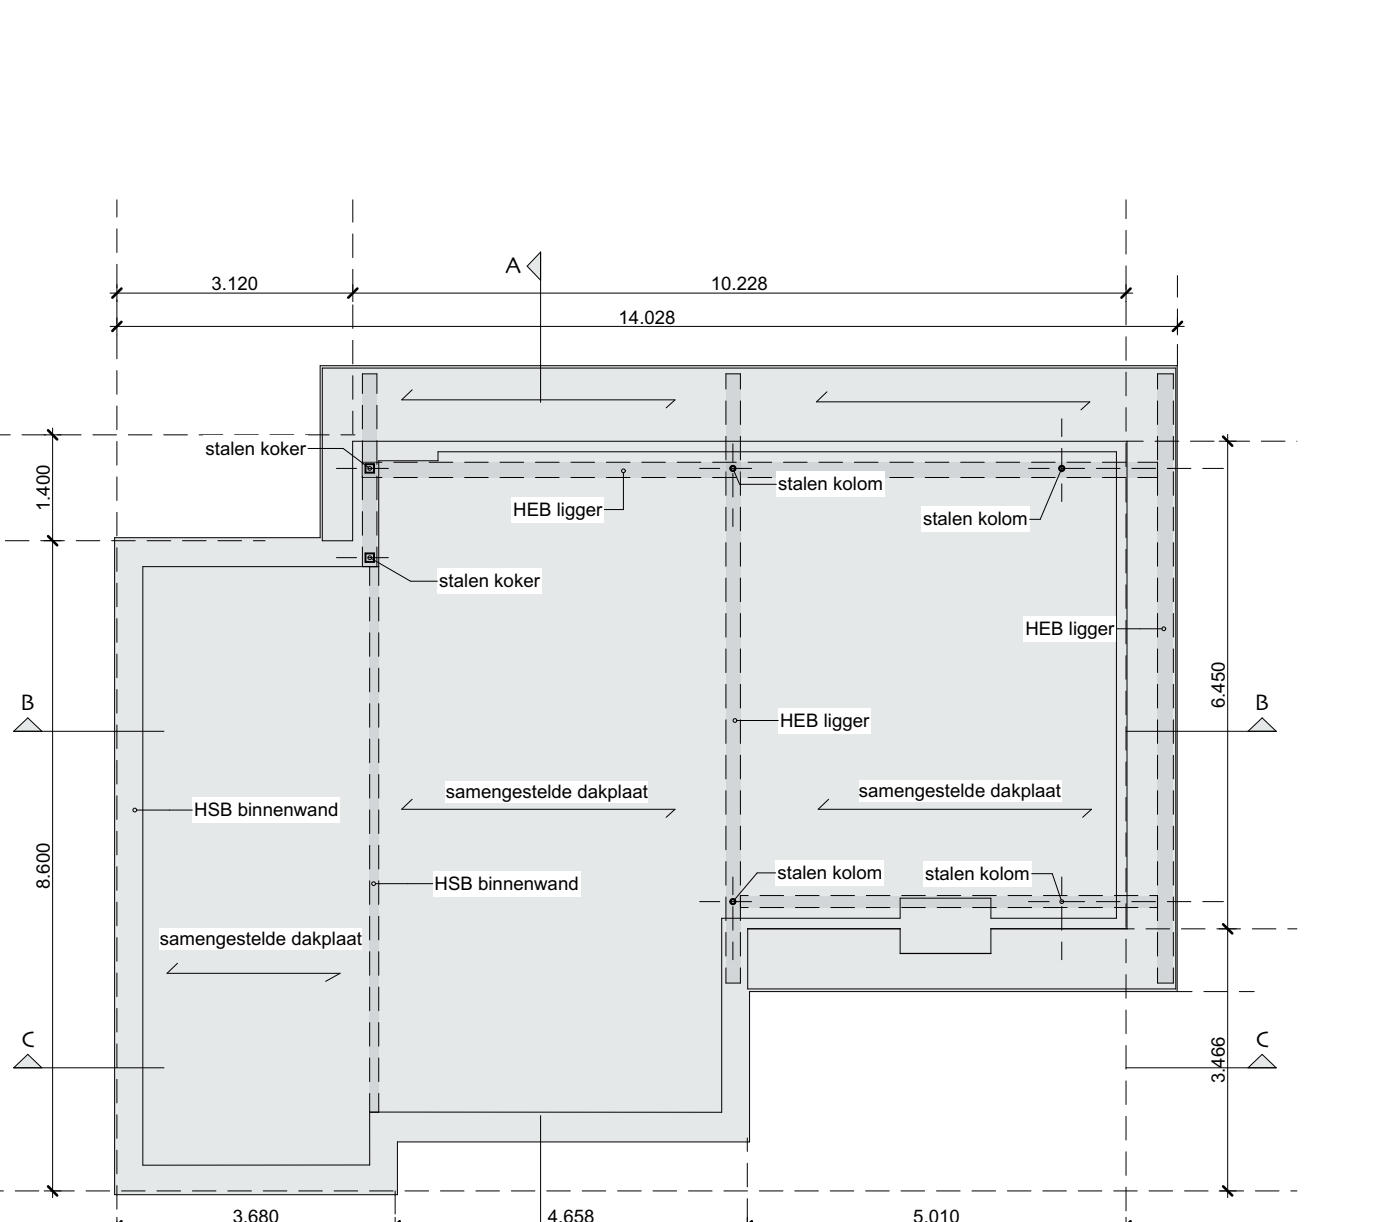 A
3.120
10.228
14.028
stalen koker
1.400
stalen kolom
HEB ligger
stalen kolom
stalen koker
HEB ligger
6.450
B
B
HEB ligger
samengestelde dakplaat
samengestelde dakplaat
HSB binnenwand
8.600
stalen kolom
stalen kolom
HSB binnenwand
samengestelde dakplaat
C
C
3.466
3.680
4.658
5.010